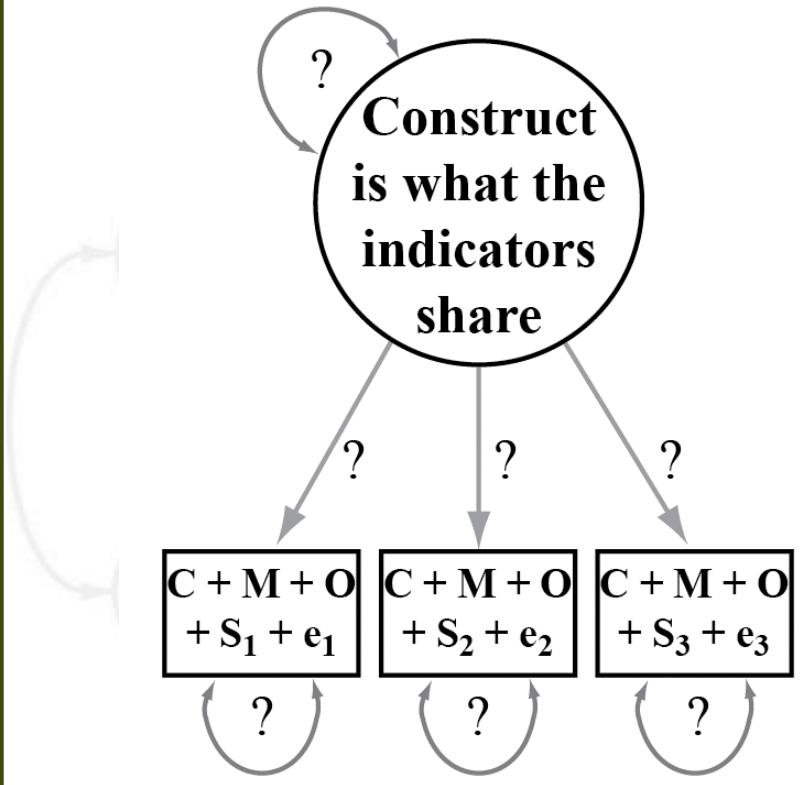 ?
Construct
is what the
indicators
share
? ? ?
C + M + O C + M + O C + M + O
+ S₁ + e₁ + S₂ + e₂ + S₃ + e₃
? ? ?